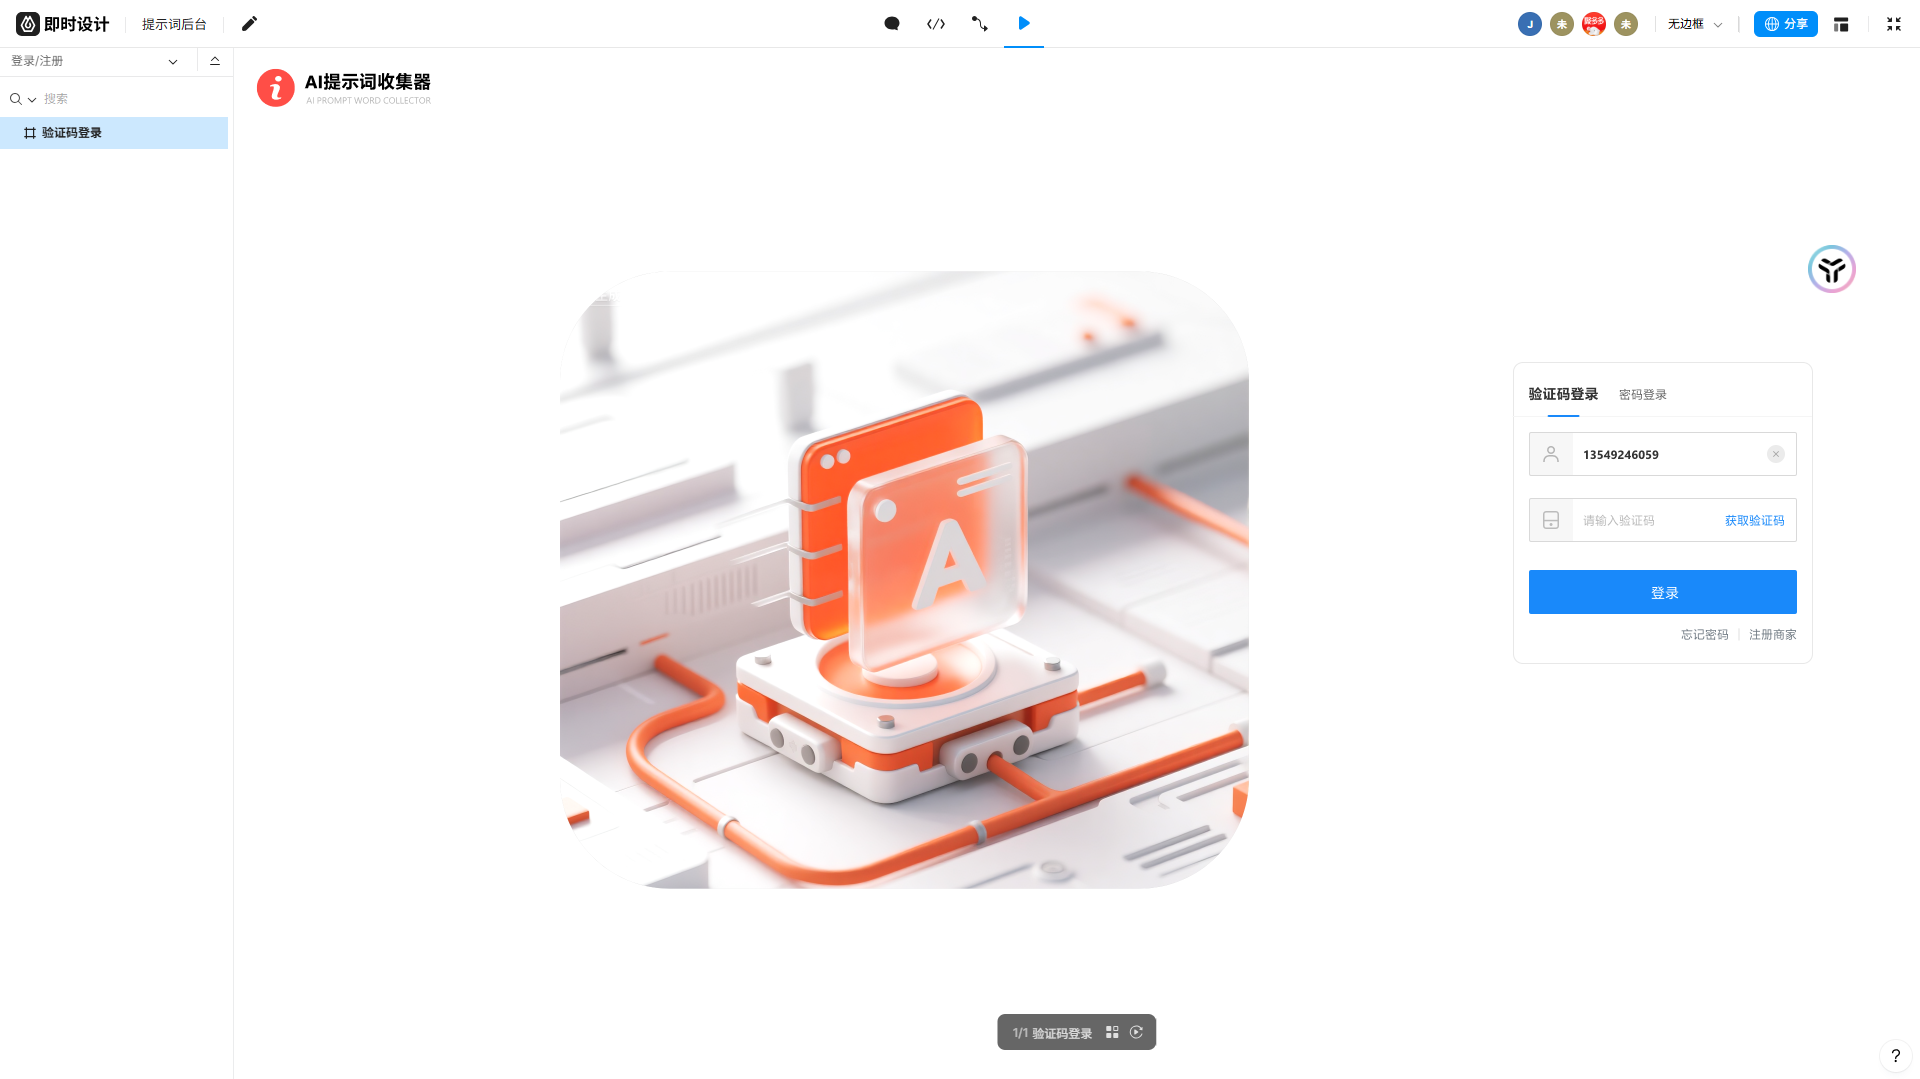 即时设计
提示词后台
J
未
拼多多
未
无边框
分享
登录/注册
搜索
验证码登录
AI提示词收集器
AI PROMPT WORD COLLECTOR
A
验证码登录 密码登录
13549246059
请输入验证码 获取验证码
登录
忘记密码 注册商家
1/1 验证码登录
?